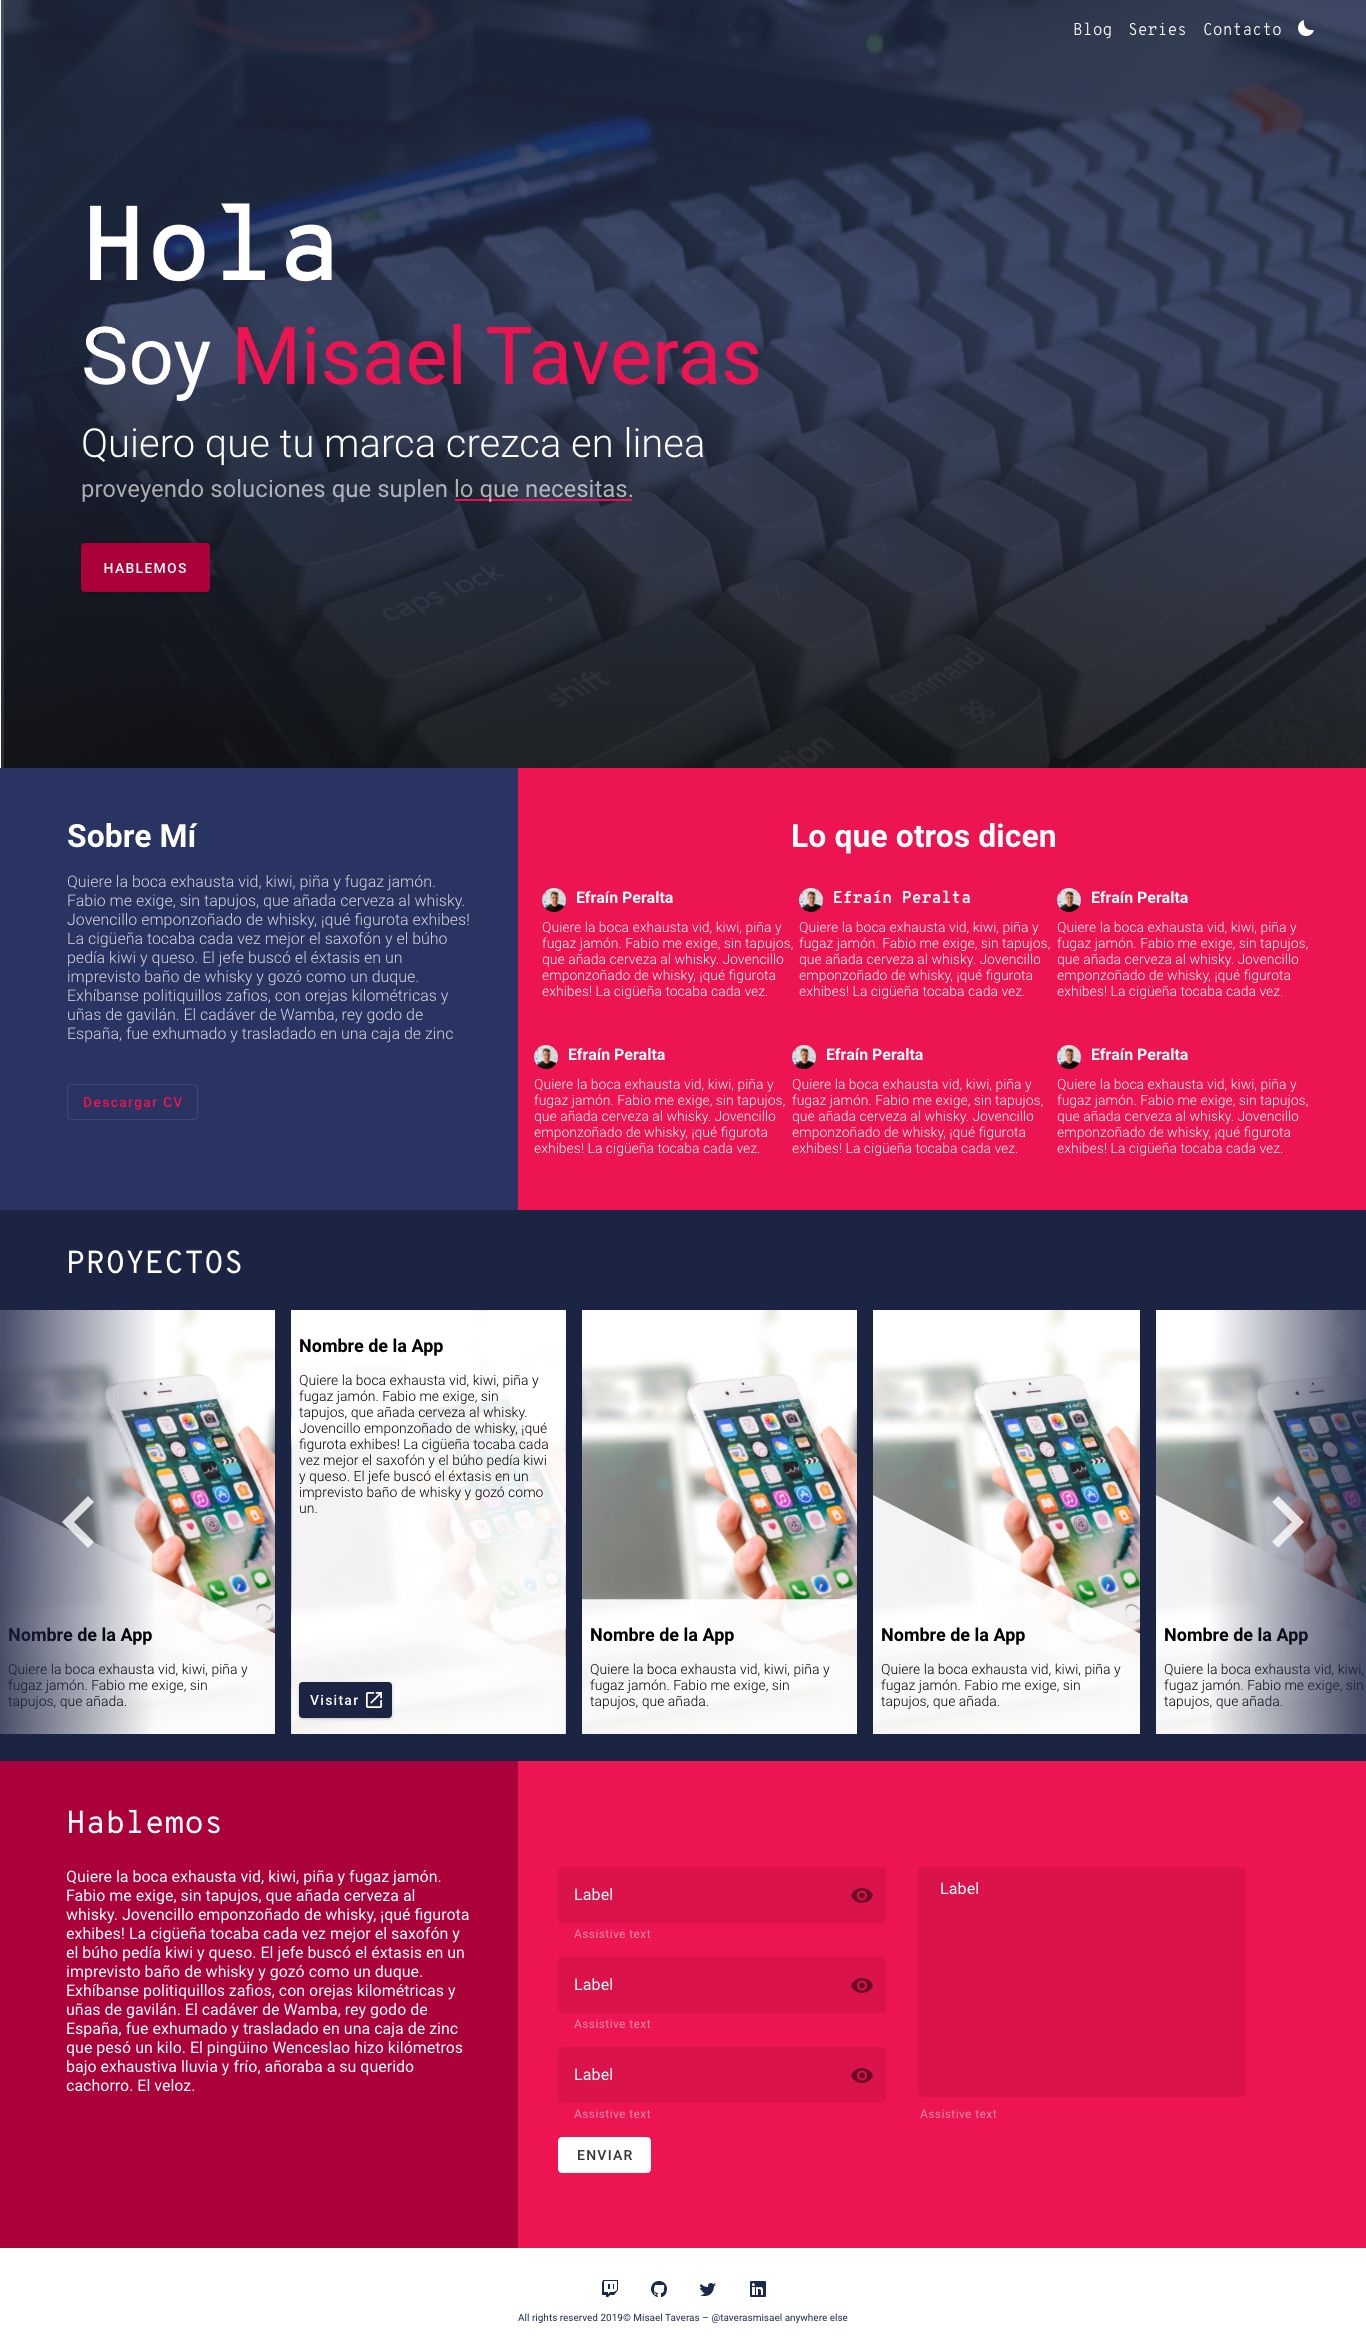 Blog Series Contacto
Hola
Soy Misael Taveras
Quiero que tu marca crezca en linea
proveyendo soluciones que suplen lo que necesitas.
HABLEMOS
caps lock
shift
command
option
A
Sobre Mí
Quiere la boca exhausta vid, kiwi, piña y fugaz jamón.
Fabio me exige, sin tapujos, que añada cerveza al whisky.
Jovencillo emponzoñado de whisky, ¡qué figurota exhibes!
La cigüeña tocaba cada vez mejor el saxofón y el búho
pedía kiwi y queso. El jefe buscó el éxtasis en un
imprevisto baño de whisky y gozó como un duque.
Exhíbanse politiquillos zafios, con orejas kilométricas y
uñas de gavilán. El cadáver de Wamba, rey godo de
España, fue exhumado y trasladado en una caja de zinc
Descargar CV
Lo que otros dicen
Efraín Peralta
Quiere la boca exhausta vid, kiwi, piña y
fugaz jamón. Fabio me exige, sin tapujos,
que añada cerveza al whisky. Jovencillo
emponzoñado de whisky, ¡qué figurota
exhibes! La cigüeña tocaba cada vez.
Efraín Peralta
Quiere la boca exhausta vid, kiwi, piña y
fugaz jamón. Fabio me exige, sin tapujos,
que añada cerveza al whisky. Jovencillo
emponzoñado de whisky, ¡qué figurota
exhibes! La cigüeña tocaba cada vez.
Efraín Peralta
Quiere la boca exhausta vid, kiwi, piña y
fugaz jamón. Fabio me exige, sin tapujos,
que añada cerveza al whisky. Jovencillo
emponzoñado de whisky, ¡qué figurota
exhibes! La cigüeña tocaba cada vez.
Efraín Peralta
Quiere la boca exhausta vid, kiwi, piña y
fugaz jamón. Fabio me exige, sin tapujos,
que añada cerveza al whisky. Jovencillo
emponzoñado de whisky, ¡qué figurota
exhibes! La cigüeña tocaba cada vez.
Efraín Peralta
Quiere la boca exhausta vid, kiwi, piña y
fugaz jamón. Fabio me exige, sin tapujos,
que añada cerveza al whisky. Jovencillo
emponzoñado de whisky, ¡qué figurota
exhibes! La cigüeña tocaba cada vez.
Efraín Peralta
Quiere la boca exhausta vid, kiwi, piña y
fugaz jamón. Fabio me exige, sin tapujos,
que añada cerveza al whisky. Jovencillo
emponzoñado de whisky, ¡qué figurota
exhibes! La cigüeña tocaba cada vez.
PROYECTOS
Nombre de la App
Quiere la boca exhausta vid, kiwi, piña y
fugaz jamón. Fabio me exige, sin
tapujos, que añada.
Nombre de la App
Quiere la boca exhausta vid, kiwi, piña y
fugaz jamón. Fabio me exige, sin
tapujos, que añada cerveza al whisky.
Jovencillo emponzoñado de whisky, ¡qué
figurota exhibes! La cigüeña tocaba cada
vez mejor el saxofón y el búho pedía kiwi
y queso. El jefe buscó el éxtasis en un
imprevisto baño de whisky y gozó como
un.
Visitar
Nombre de la App
Quiere la boca exhausta vid, kiwi, piña y
fugaz jamón. Fabio me exige, sin
tapujos, que añada.
Nombre de la App
Quiere la boca exhausta vid, kiwi, piña y
fugaz jamón. Fabio me exige, sin
tapujos, que añada.
Nombre de la App
Quiere la boca exhausta vid, kiwi,
fugaz jamón. Fabio me exige, sin
tapujos, que añada.
Hablemos
Quiere la boca exhausta vid, kiwi, piña y fugaz jamón.
Fabio me exige, sin tapujos, que añada cerveza al
whisky. Jovencillo emponzoñado de whisky, ¡qué figurota
exhibes! La cigüeña tocaba cada vez mejor el saxofón y
el búho pedía kiwi y queso. El jefe buscó el éxtasis en un
imprevisto baño de whisky y gozó como un duque.
Exhíbanse politiquillos zafios, con orejas kilométricas y
uñas de gavilán. El cadáver de Wamba, rey godo de
España, fue exhumado y trasladado en una caja de zinc
que pesó un kilo. El pingüino Wenceslao hizo kilómetros
bajo exhaustiva lluvia y frío, añoraba a su querido
cachorro. El veloz.
Label
Assistive text
Label
Assistive text
Label
Assistive text
Label
Assistive text
ENVIAR
All rights reserved 2019© Misael Taveras – @taverasmisael anywhere else